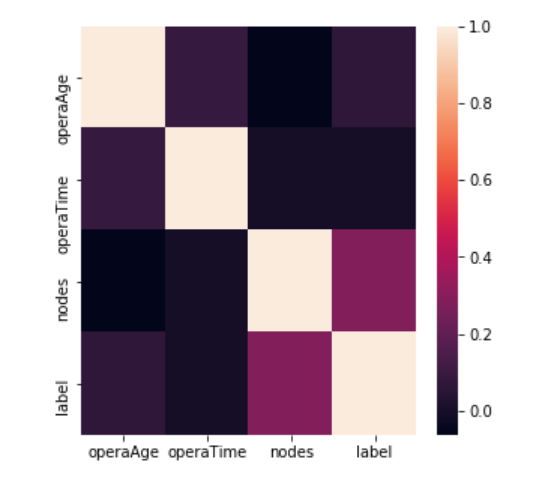 operaAge
operaTime
nodes
label
operaAge operaTime nodes label
1.0
0.8
0.6
0.4
0.2
0.0